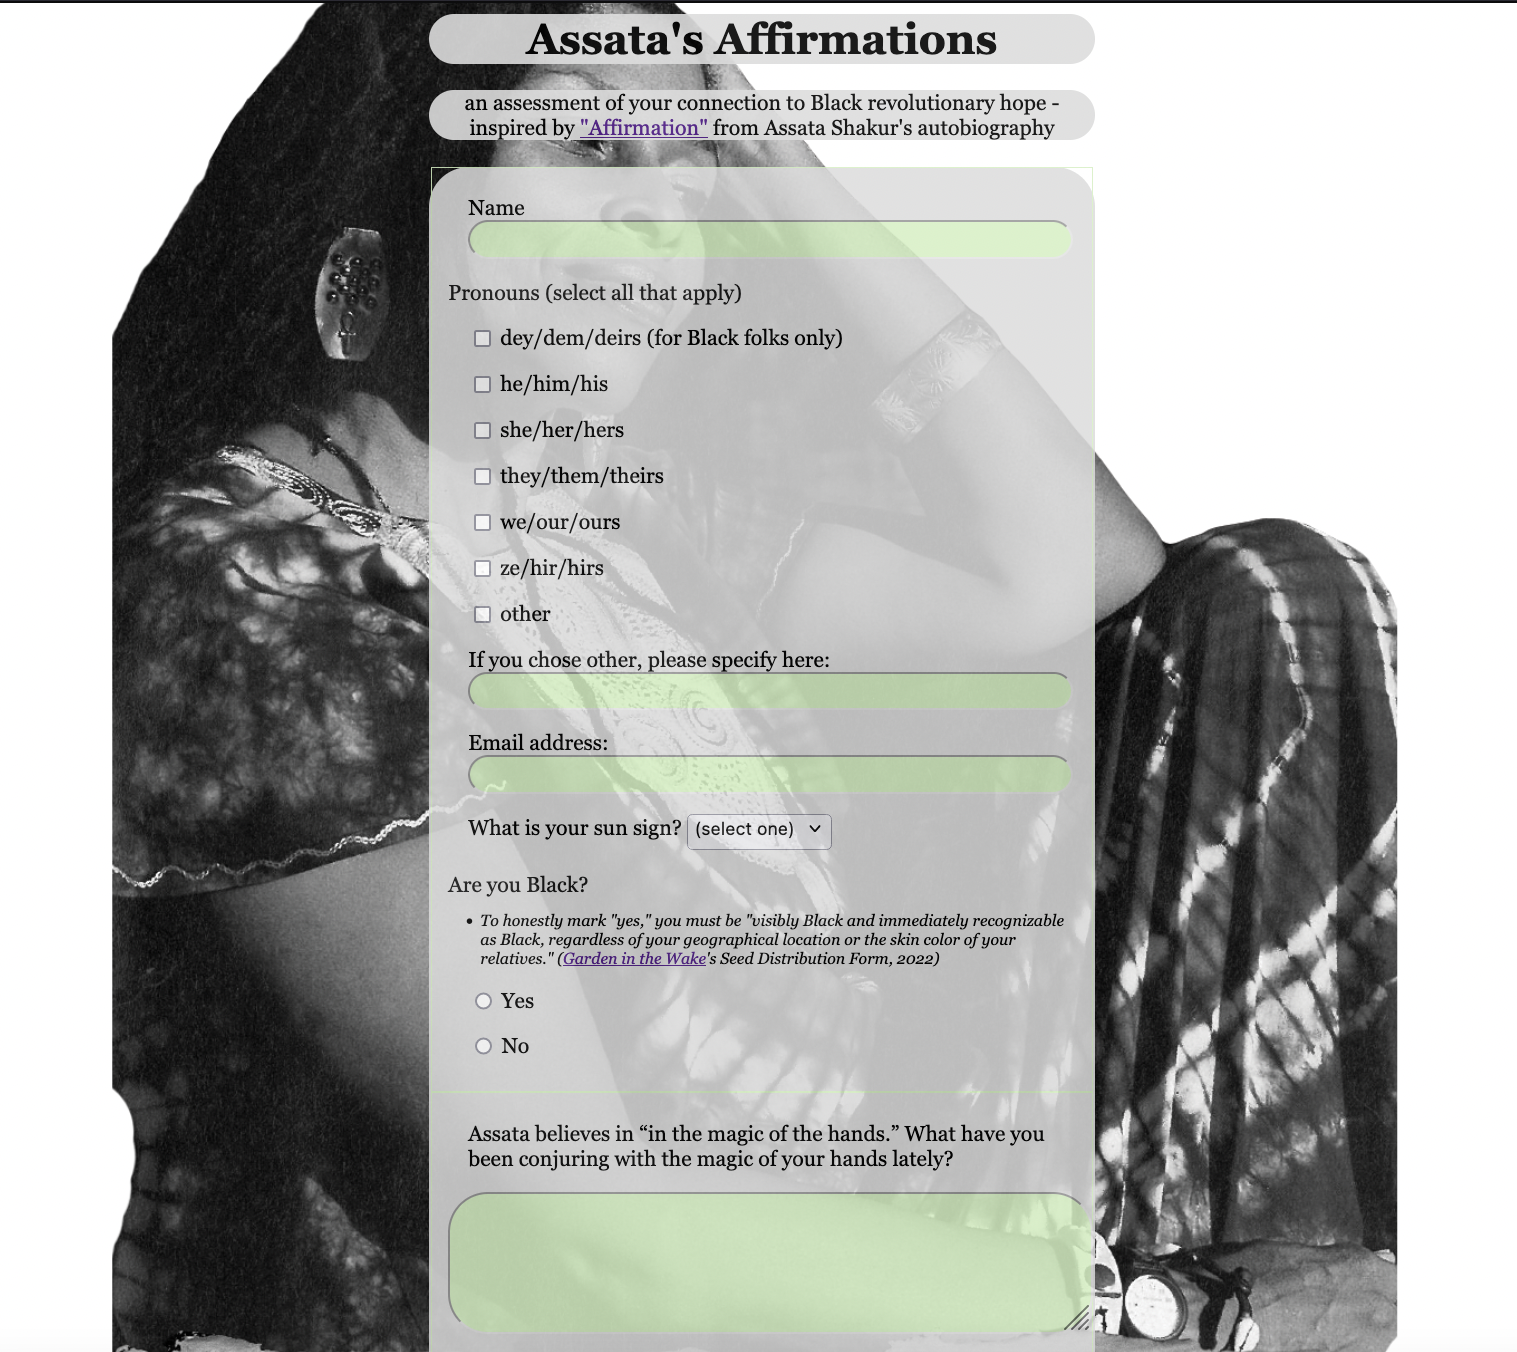 Assata's Affirmations
an assessment of your connection to Black revolutionary hope -
inspired by "Affirmation" from Assata Shakur's autobiography
Name
Pronouns (select all that apply)
dey/dem/deirs (for Black folks only)
he/him/his
she/her/hers
they/them/theirs
we/our/ours
ze/hir/hirs
other
If you chose other, please specify here:
Email address:
What is your sun sign? (select one)
Are you Black?
• To honestly mark "yes," you must be "visibly Black and immediately recognizable
as Black, regardless of your geographical location or the skin color of your
relatives." (Garden in the Wake's Seed Distribution Form, 2022)
Yes
No
Assata believes in “in the magic of the hands.” What have you
been conjuring with the magic of your hands lately?